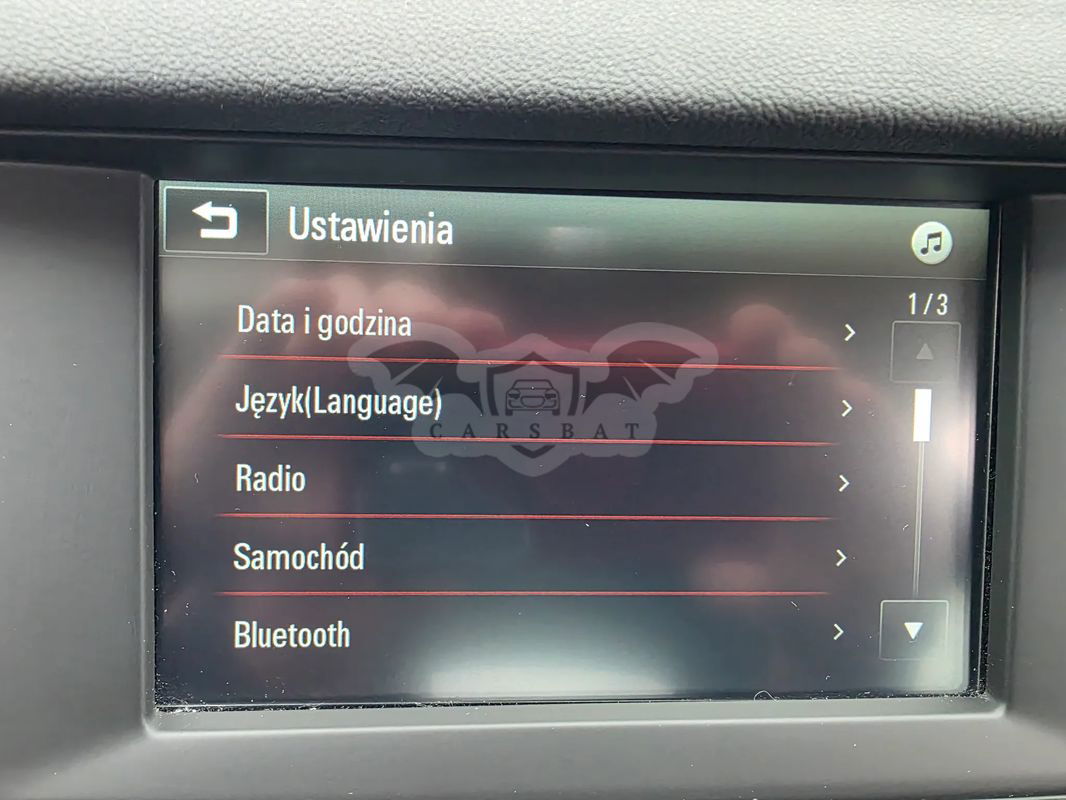 Ustawienia
1/3
Data i godzina
Język(Language)
Radio
Samochód
Bluetooth
CARSBAT